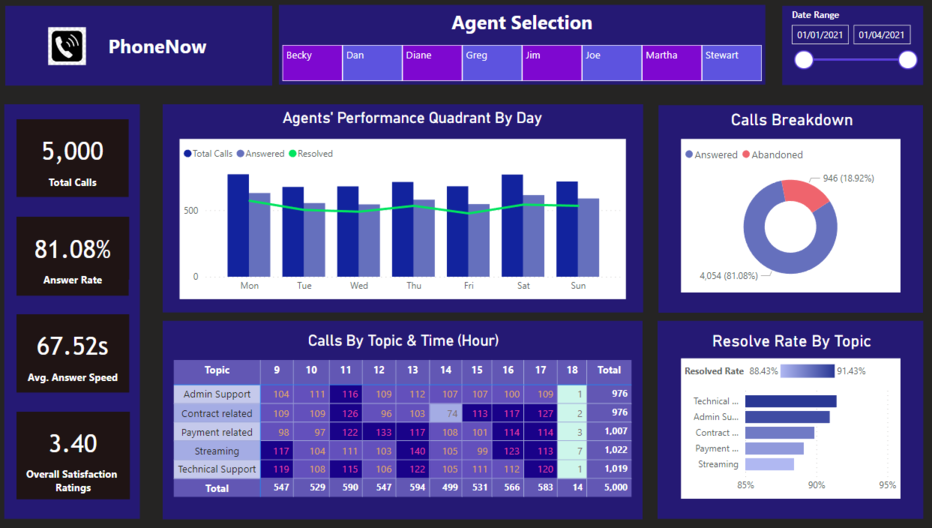 PhoneNow
Agent Selection
Becky Dan Diane Greg Jim Joe Martha Stewart
Date Range
01/01/2021 01/04/2021
5,000
Total Calls
81.08%
Answer Rate
67.52s
Avg. Answer Speed
3.40
Overall Satisfaction
Ratings
Agents' Performance Quadrant By Day
Total Calls Answered Resolved
500
0
Mon Tue Wed Thu Fri Sat Sun
Calls Breakdown
Answered Abandoned
946 (18.92%)
4,054 (81.08%)
Calls By Topic & Time (Hour)
Topic 9 10 11 12 13 14 15 16 17 18 Total
Admin Support 104 111 116 109 112 107 107 100 109 1 976
Contract related 109 109 126 96 103 74 113 117 127 2 976
Payment related 98 97 122 133 117 108 101 114 114 3 1,007
Streaming 117 104 111 103 140 105 99 123 113 7 1,022
Technical Support 119 108 115 106 122 105 111 112 120 1 1,019
Total 547 529 590 547 594 499 531 566 583 14 5,000
Resolve Rate By Topic
Resolved Rate 88.43% 91.43%
Technical ...
Admin Su...
Contract ...
Payment ...
Streaming
85% 90% 95%